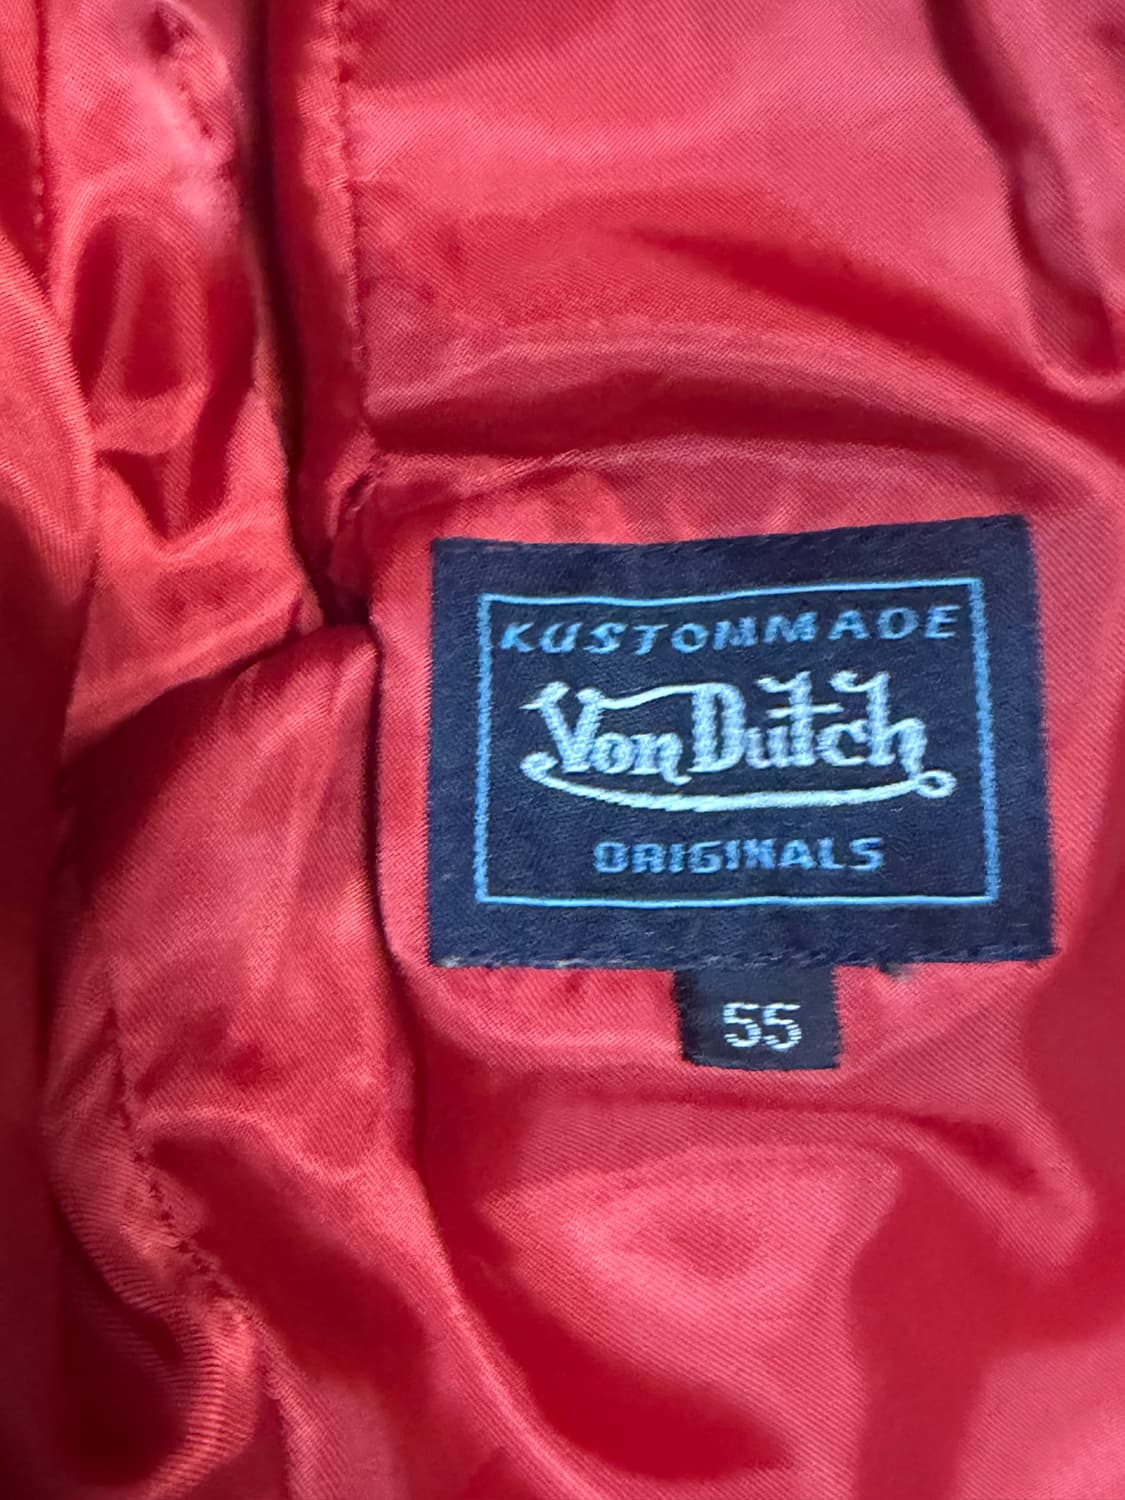 KUSTOMMADE
Von Dutch
ORIGINALS
55